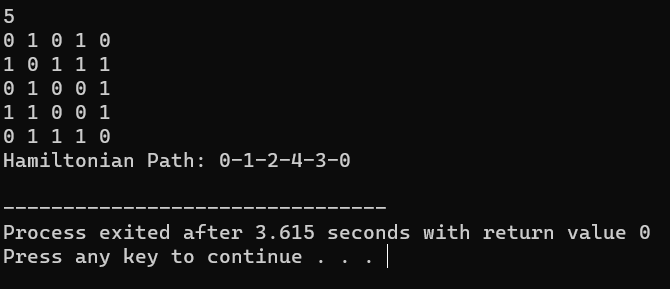 5
0 1 0 1 0
1 0 1 1 1
0 1 0 0 1
1 1 0 0 1
0 1 1 1 0
Hamiltonian Path: 0-1-2-4-3-0
--------------------------------
Process exited after 3.615 seconds with return value 0
Press any key to continue . . .